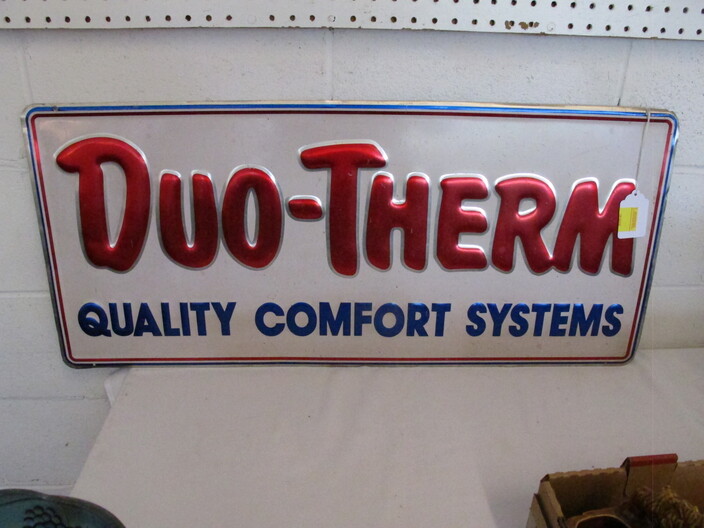 DUO-THERM
QUALITY COMFORT SYSTEMS